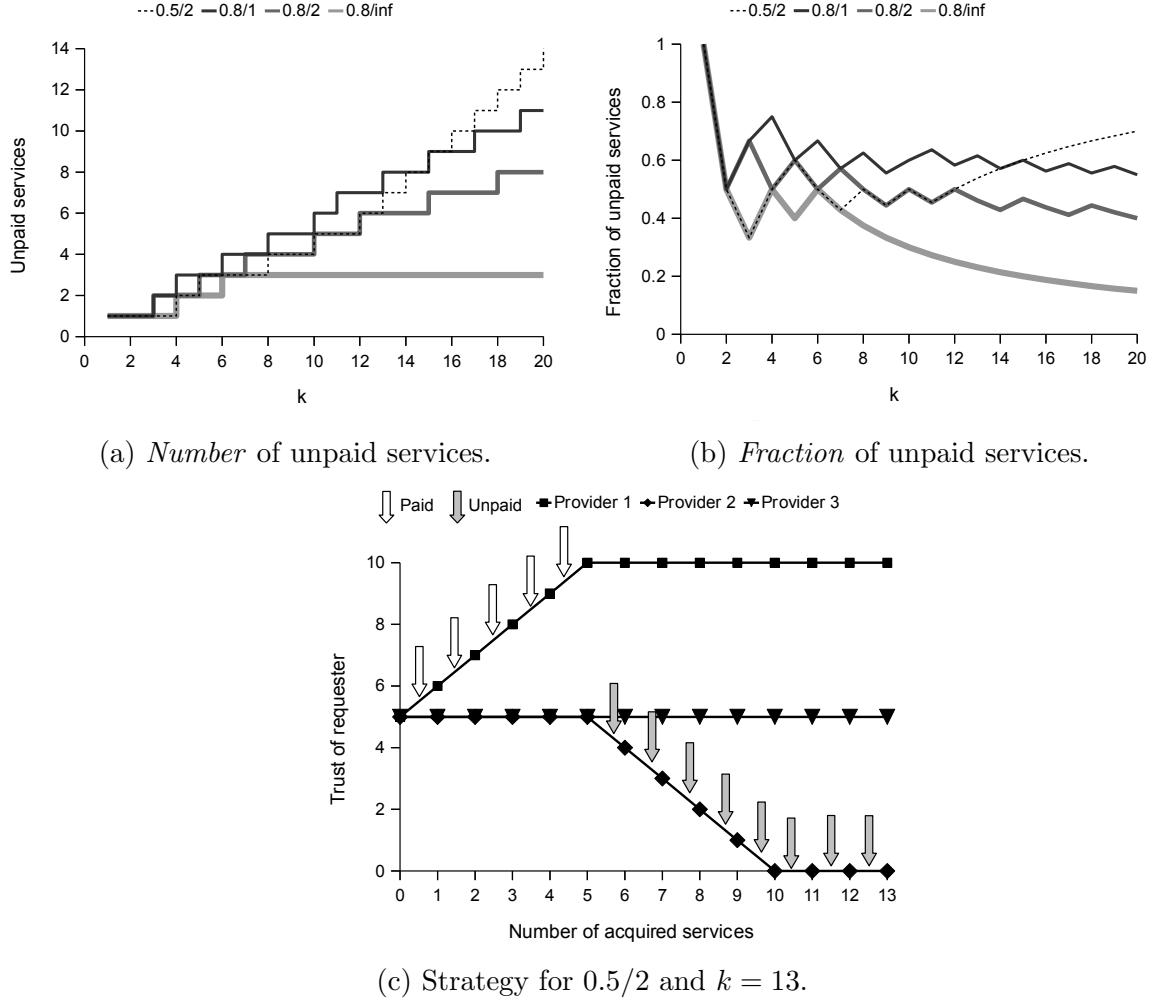 0.5/2 0.8/1 0.8/2 0.8/inf
14
12
10
8
6
4
2
0
Unpaid services
0 2 4 6 8 10 12 14 16 18 20
k
(a) Number of unpaid services.
0.5/2 0.8/1 0.8/2 0.8/inf
1
0.8
0.6
0.4
0.2
0
Fraction of unpaid services
0 2 4 6 8 10 12 14 16 18 20
k
(b) Fraction of unpaid services.
Paid Unpaid Provider 1 Provider 2 Provider 3
10
8
6
4
2
0
Trust of requester
0 1 2 3 4 5 6 7 8 9 10 11 12 13
Number of acquired services
(c) Strategy for 0.5/2 and k = 13.